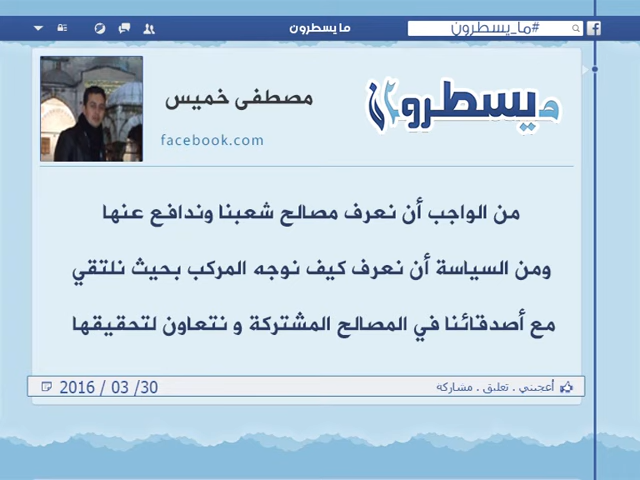 ما يسطرون
#ما_يسطرون
ما يسطرون
مصطفى خميس
facebook.com
من الواجب أن نعرف مصالح شعبنا وندافع عنها
ومن السياسة أن نعرف كيف نوجه المركب بحيث نلتقي
مع أصدقائنا في المصالح المشتركة و نتعاون لتحقيقها
أعجبني . تعليق . مشاركه
2016 / 03 /30